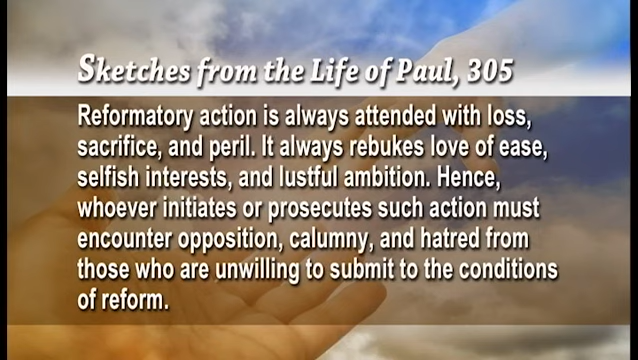 Sketches from the Life of Paul, 305
Reformatory action is always attended with loss,
sacrifice, and peril. It always rebukes love of ease,
selfish interests, and lustful ambition. Hence,
whoever initiates or prosecutes such action must
encounter opposition, calumny, and hatred from
those who are unwilling to submit to the conditions
of reform.